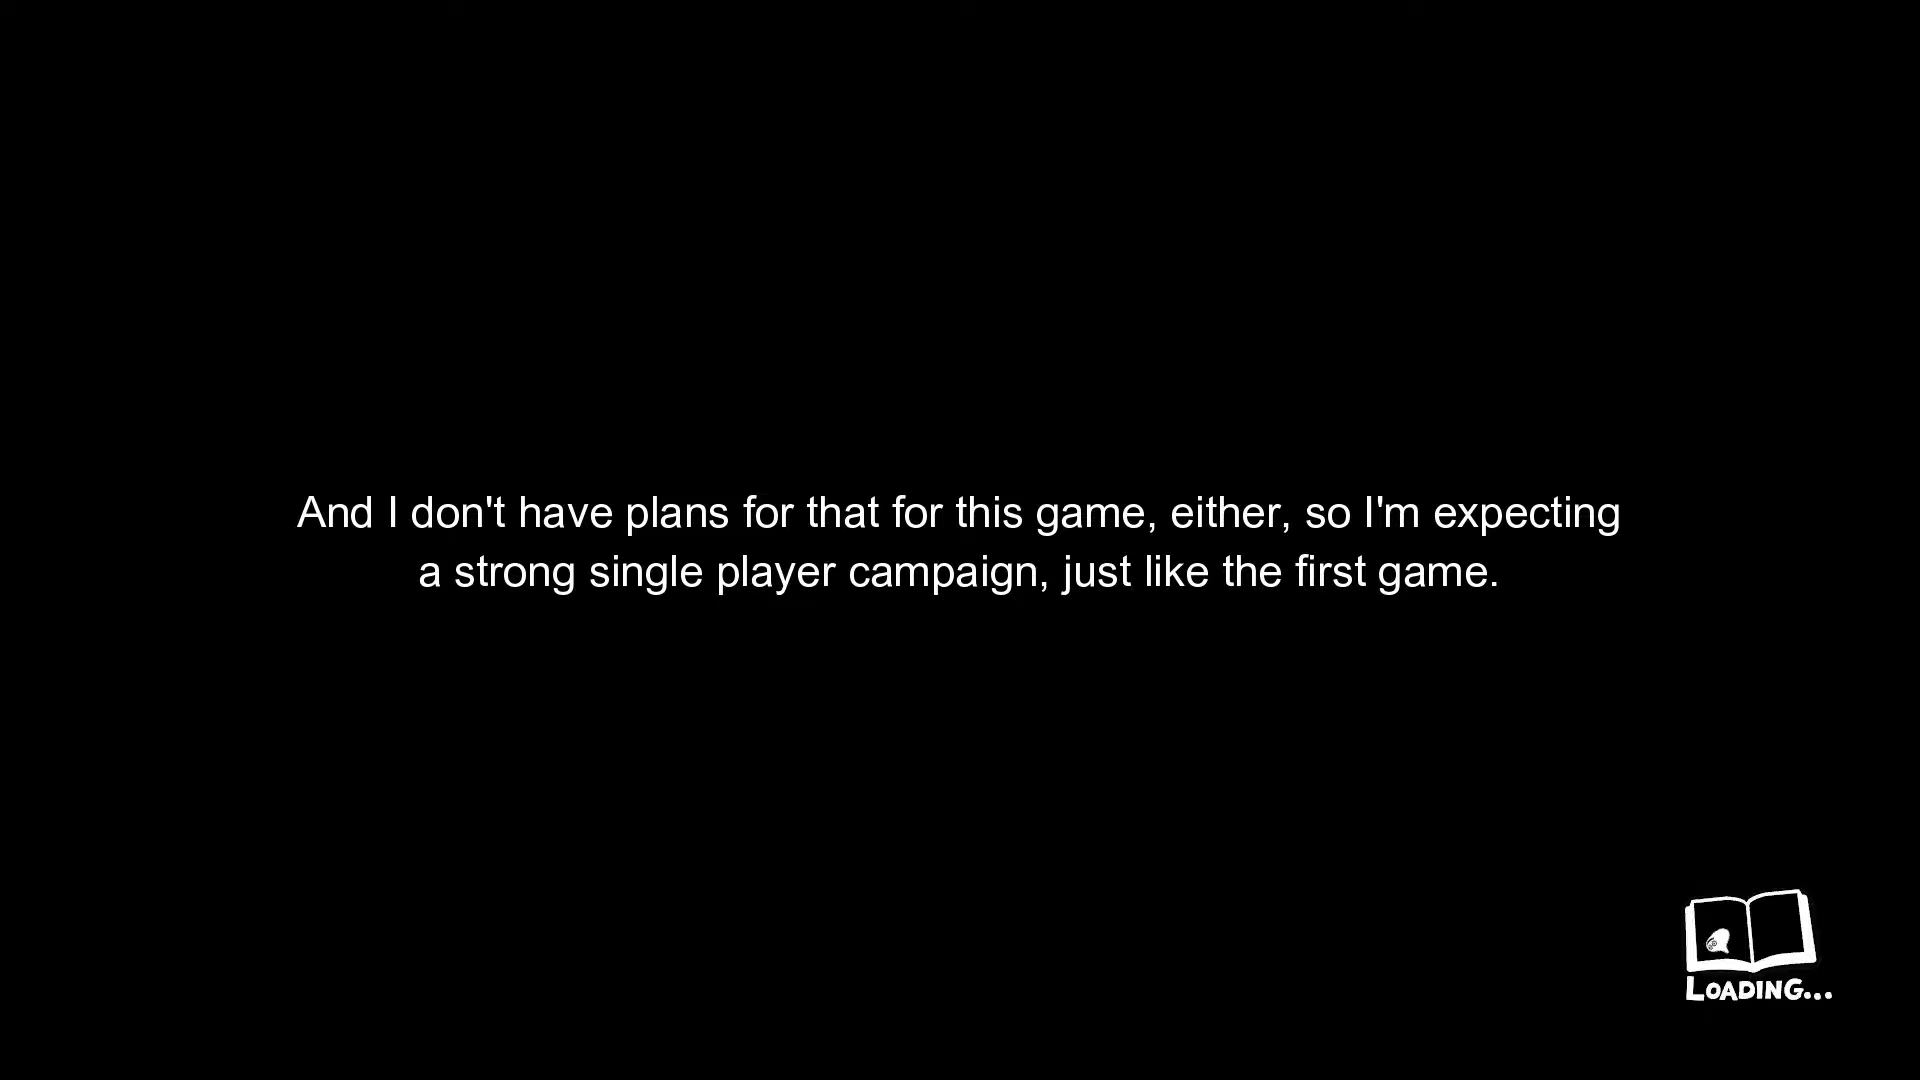 And I don't have plans for that for this game, either, so I'm expecting
a strong single player campaign, just like the first game.
LOADING...